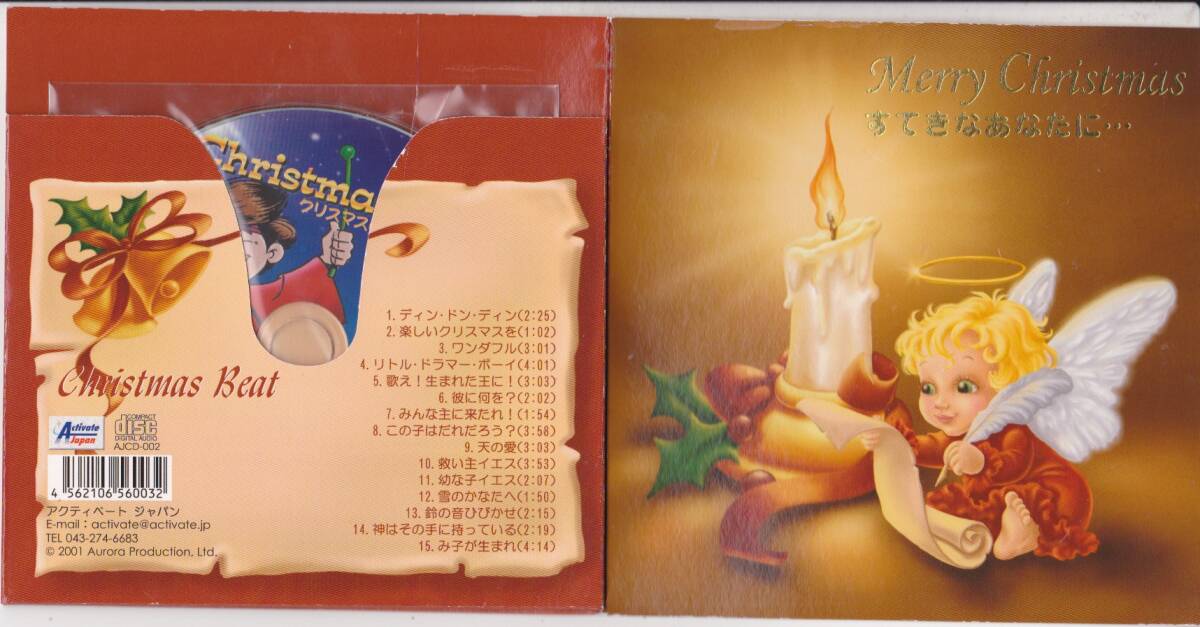 Christma
クリスマス
1. ディン・ドン・ディン(2:25)
2. 楽しいクリスマスを(1:02)
3. ワンダフル(3:01)
4. リトル・ドラマー・ボーイ(4:01)
5. 歌え!生まれた王に!(3:03)
6. 彼に何を?(2:02)
7. みんな主に来たれ!(1:54)
8. この子はだれだろう?(3:58)
9. 天の愛(3:03)
10. 救い主イエス(3:53)
11. 幼な子イエス(2:07)
12. 雪のかなたへ(1:50)
13. 鈴の音ひびかせ(2:15)
14. 神はその手に持っている(2:19)
15. み子が生まれ(4:14)
Christmas Beat
Activate Japan
COMPACT disc DIGITAL AUDIO
AJCD-002
4 562106 560032
アクティベート ジャパン
E-mail : activate@activate.jp
TEL 043-274-6683
© 2001 Aurora Production, Ltd.
Merry Christmas
すてきなあなたに…